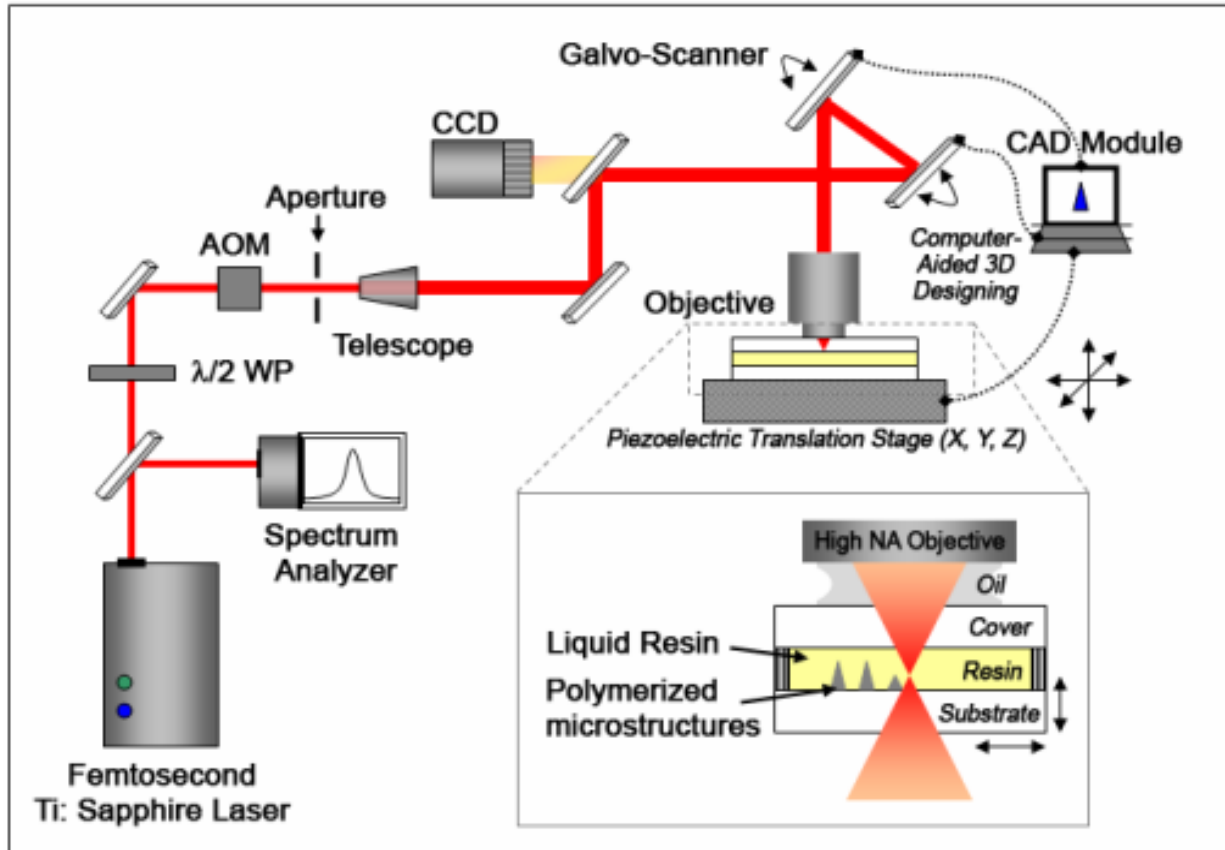 Galvo-Scanner
CCD
CAD Module
Aperture
AOM
Computer-
Aided 3D
Designing
Objective
Telescope
λ/2 WP
Piezoelectric Translation Stage (X, Y, Z)
Spectrum
Analyzer
High NA Objective
Oil
Cover
Liquid Resin
Resin
Polymerized
microstructures
Substrate
Femtosecond
Ti: Sapphire Laser